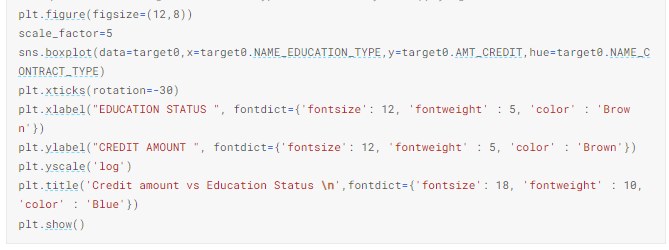 plt.figure(figsize=(12,8))
scale_factor=5
sns.boxplot(data=target0,x=target0.NAME_EDUCATION_TYPE,y=target0.AMT_CREDIT,hue=target0.NAME_C
ONTRACT_TYPE)
plt.xticks(rotation=-30)
plt.xlabel("EDUCATION STATUS ", fontdict={'fontsize': 12, 'fontweight' : 5, 'color' : 'Brow
n'})
plt.ylabel("CREDIT AMOUNT ", fontdict={'fontsize': 12, 'fontweight' : 5, 'color' : 'Brown'})
plt.yscale('log')
plt.title('Credit amount vs Education Status \n',fontdict={'fontsize': 18, 'fontweight' : 10,
'color' : 'Blue'})
plt.show()